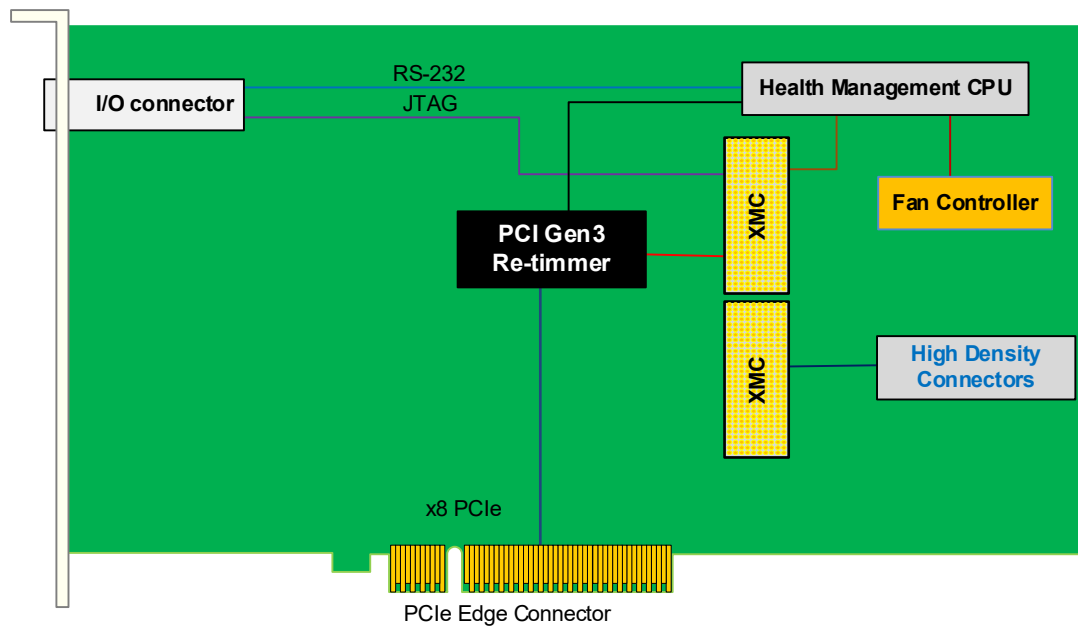 RS-232
Health Management CPU
I/O connector
JTAG
XMC
Fan Controller
PCI Gen3
Re-timmer
XMC
High Density
Connectors
x8 PCIe
PCIe Edge Connector